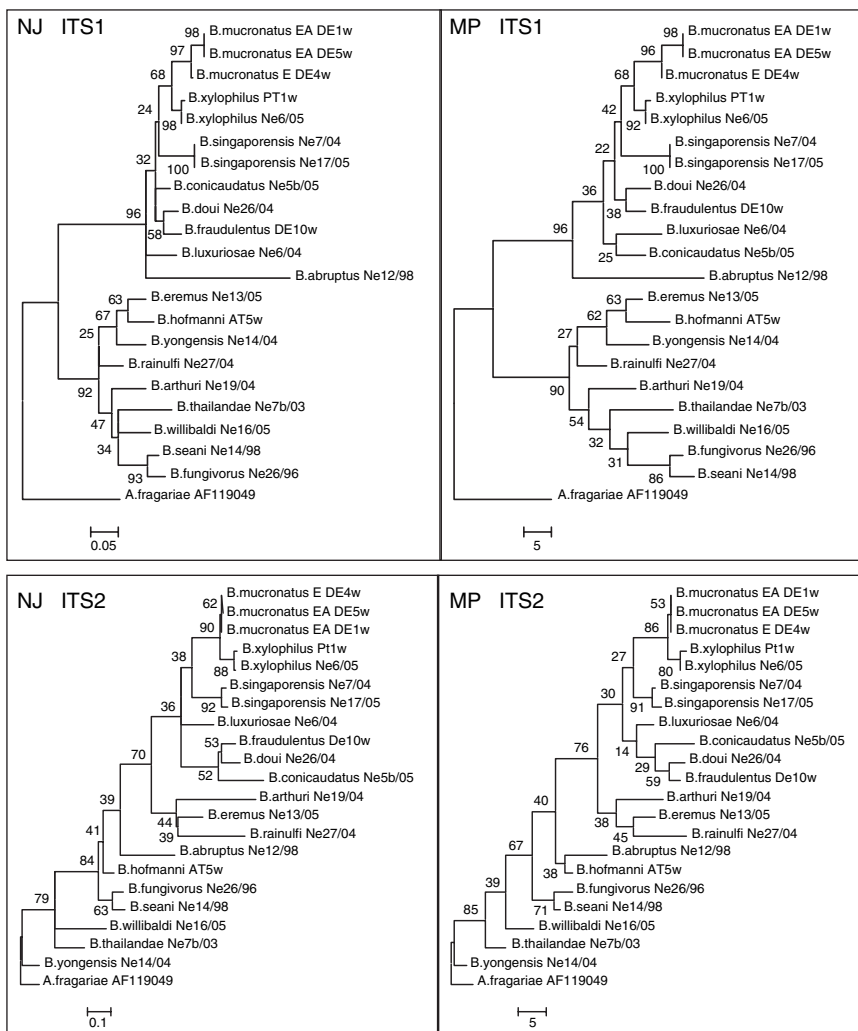 NJ ITS1
B.mucronatus EA DE1w
98
B.mucronatus EA DE5w
97
B.mucronatus E DE4w
68
B.xylophilus PT1w
24
B.xylophilus Ne6/05
98
B.singaporensis Ne7/04
32
B.singaporensis Ne17/05
100
B.conicaudatus Ne5b/05
96
B.doui Ne26/04
58
B.fraudulentus DE10w
B.luxuriosae Ne6/04
B.abruptus Ne12/98
63
B.eremus Ne13/05
67
B.hofmanni AT5w
25
B.yongensis Ne14/04
B.rainulfi Ne27/04
92
B.arthuri Ne19/04
B.thailandae Ne7b/03
47
B.willibaldi Ne16/05
34
B.seani Ne14/98
93
B.fungivorus Ne26/96
A.fragariae AF119049
0.05
MP ITS1
98
B.mucronatus EA DE1w
96
B.mucronatus EA DE5w
68
B.mucronatus E DE4w
B.xylophilus PT1w
42
92
B.xylophilus Ne6/05
B.singaporensis Ne7/04
22
100
B.singaporensis Ne17/05
36
B.doui Ne26/04
38
B.fraudulentus DE10w
96
B.luxuriosae Ne6/04
25
B.conicaudatus Ne5b/05
B.abruptus Ne12/98
63
B.eremus Ne13/05
62
B.hofmanni AT5w
27
B.yongensis Ne14/04
B.rainulfi Ne27/04
90
B.arthuri Ne19/04
54
B.thailandae Ne7b/03
32
B.willibaldi Ne16/05
31
B.fungivorus Ne26/96
86
B.seani Ne14/98
A.fragariae AF119049
5
NJ ITS2
B.mucronatus E DE4w
62
B.mucronatus EA DE5w
90
B.mucronatus EA DE1w
38
B.xylophilus Pt1w
88
B.xylophilus Ne6/05
B.singaporensis Ne7/04
92
B.singaporensis Ne17/05
36
B.luxuriosae Ne6/04
53
B.fraudulentus De10w
70
B.doui Ne26/04
52
B.conicaudatus Ne5b/05
39
B.arthuri Ne19/04
44
B.eremus Ne13/05
39
B.rainulfi Ne27/04
41
B.abruptus Ne12/98
84
B.hofmanni AT5w
B.fungivorus Ne26/96
79
63
B.seani Ne14/98
B.willibaldi Ne16/05
B.thailandae Ne7b/03
B.yongensis Ne14/04
A.fragariae AF119049
0.1
MP ITS2
B.mucronatus EA DE1w
53
B.mucronatus EA DE5w
86
B.mucronatus E DE4w
27
B.xylophilus Pt1w
80
B.xylophilus Ne6/05
30
B.singaporensis Ne7/04
91
B.singaporensis Ne17/05
B.luxuriosae Ne6/04
14
B.conicaudatus Ne5b/05
76
29
B.doui Ne26/04
59
B.fraudulentus De10w
40
B.arthuri Ne19/04
38
B.eremus Ne13/05
45
B.rainulfi Ne27/04
67
B.abruptus Ne12/98
38
B.hofmanni AT5w
39
B.fungivorus Ne26/96
71
B.seani Ne14/98
85
B.willibaldi Ne16/05
B.thailandae Ne7b/03
B.yongensis Ne14/04
A.fragariae AF119049
5